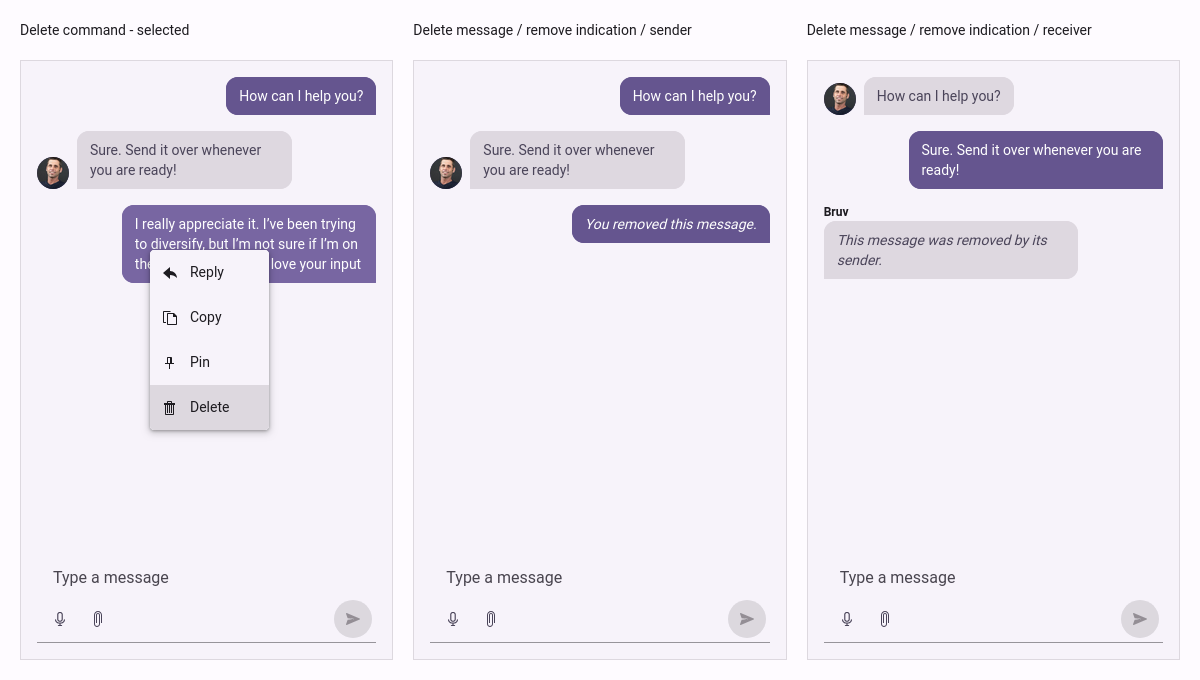 Delete command - selected
How can I help you?
Sure. Send it over whenever
you are ready!
I really appreciate it. I’ve been trying
to diversify, but I’m not sure if I’m on
love your input
Reply
Copy
Pin
Delete
Type a message
Delete message / remove indication / sender
How can I help you?
Sure. Send it over whenever
you are ready!
You removed this message.
Type a message
Delete message / remove indication / receiver
How can I help you?
Sure. Send it over whenever you are
ready!
Bruv
This message was removed by its
sender.
Type a message